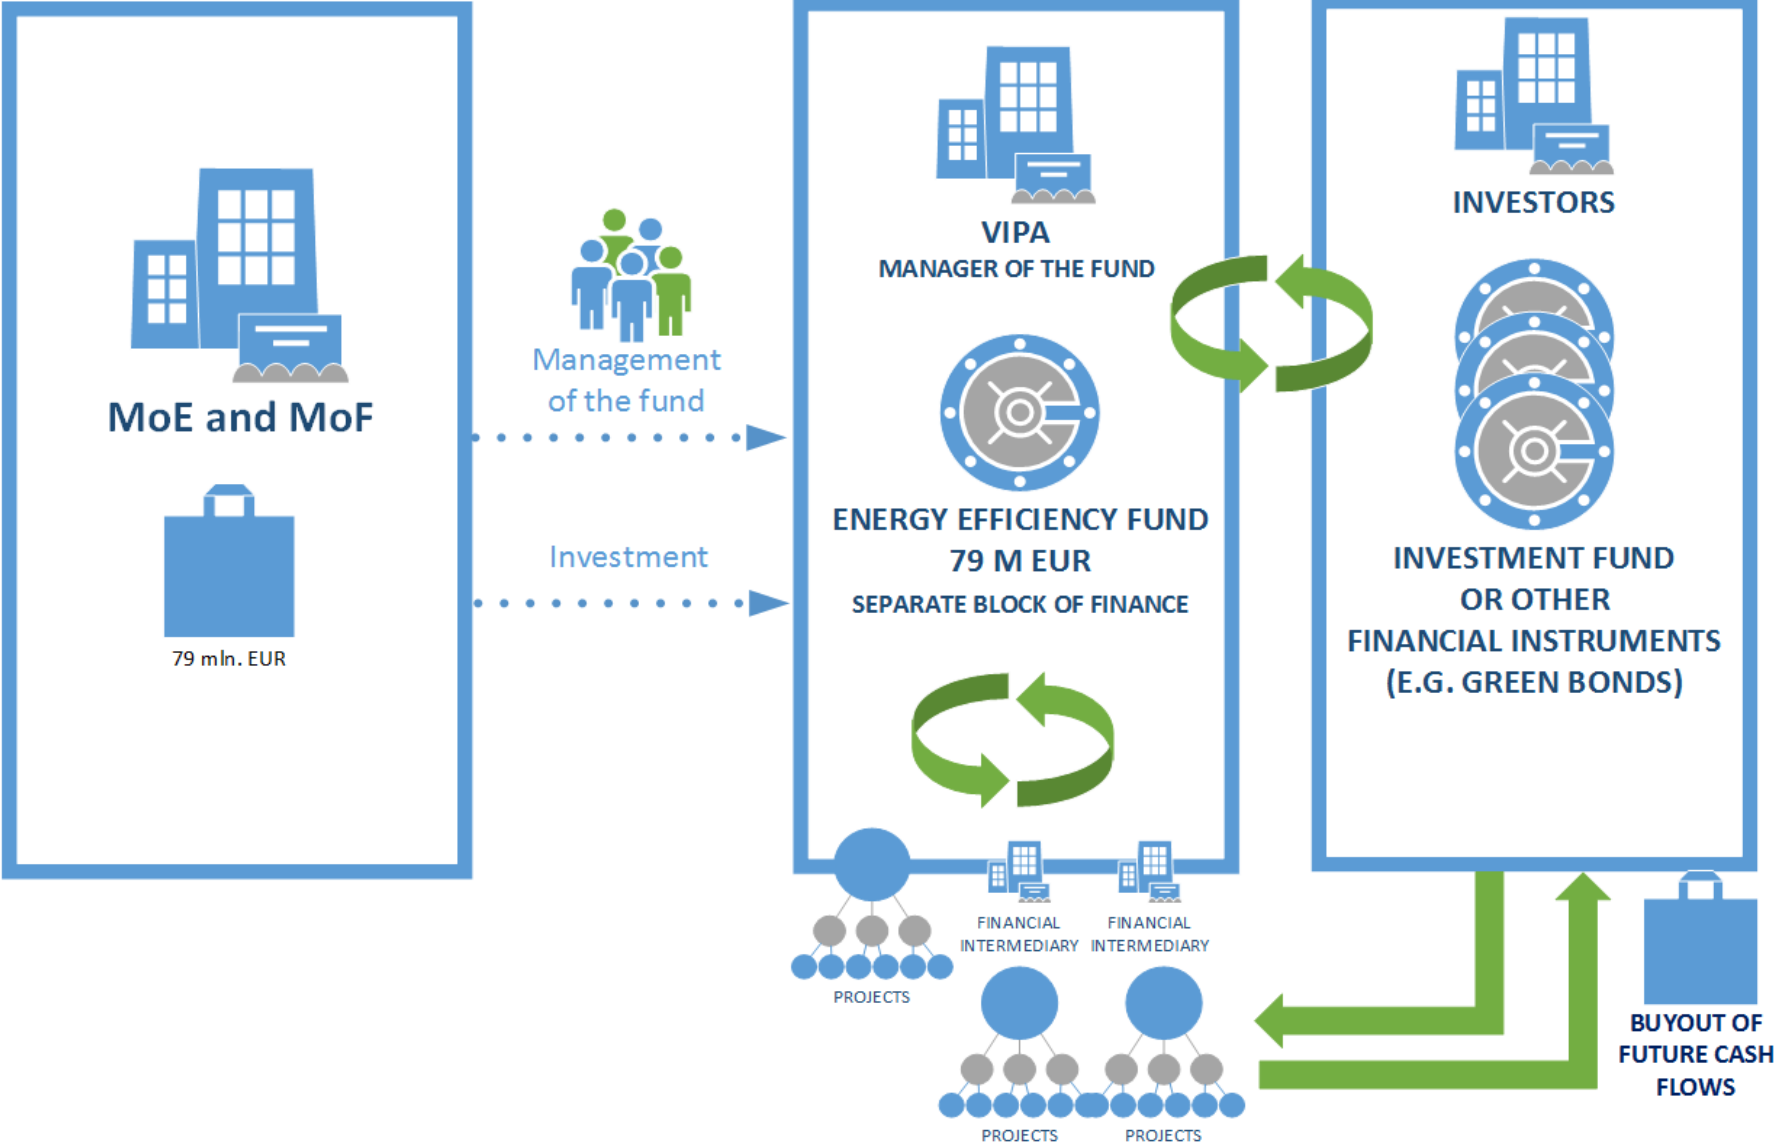 MoE and MoF
79 mln. EUR
Management
of the fund
Investment
VIPA
MANAGER OF THE FUND
ENERGY EFFICIENCY FUND
79 M EUR
SEPARATE BLOCK OF FINANCE
INVESTORS
INVESTMENT FUND
OR OTHER
FINANCIAL INSTRUMENTS
(E.G. GREEN BONDS)
PROJECTS
FINANCIAL
INTERMEDIARY
FINANCIAL
INTERMEDIARY
PROJECTS
PROJECTS
BUYOUT OF
FUTURE CASH
FLOWS